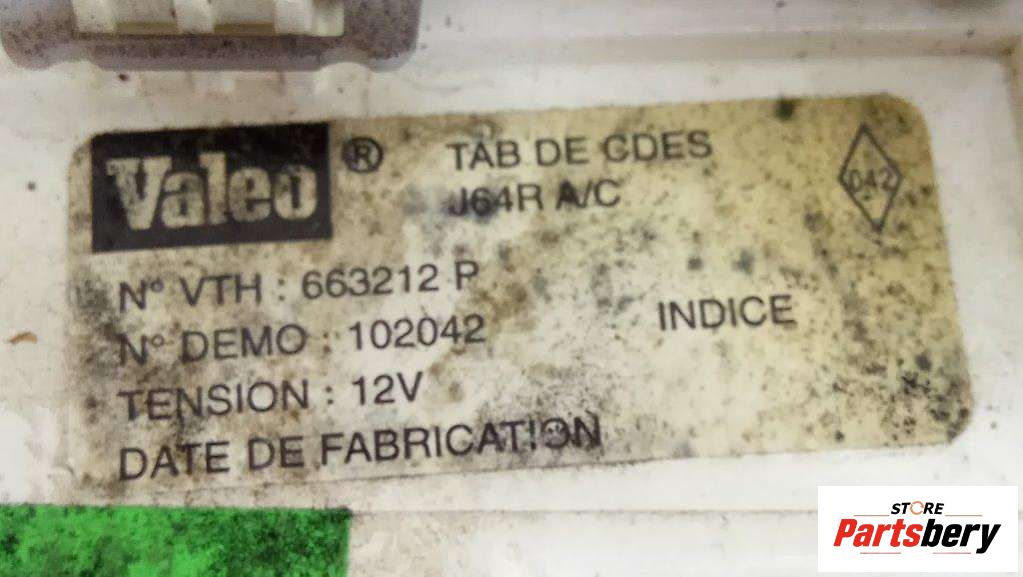 Valeo ® TAB DE CDES
J64R A/C
042
N° VTH : 663212 P
N° DEMO : 102042
INDICE
TENSION : 12V
DATE DE FABRICATION
STORE
Partsbery